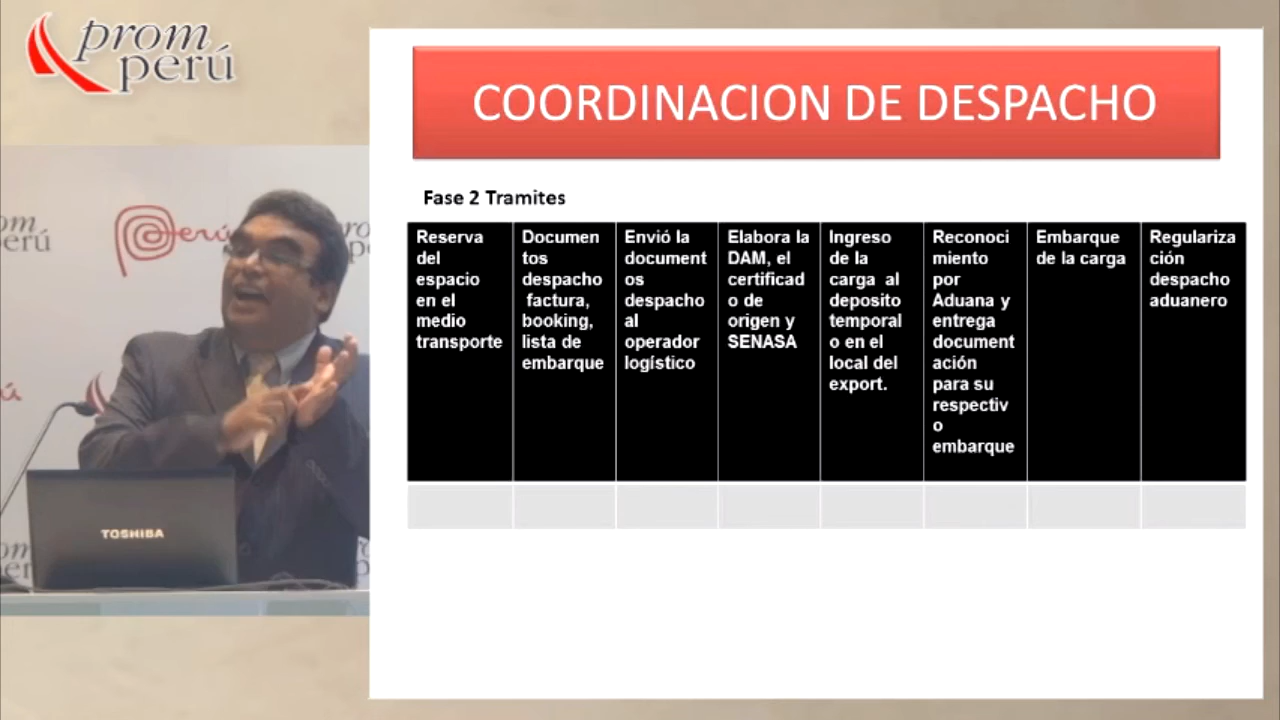 prom
perú
COORDINACION DE DESPACHO
Fase 2 Tramites
Reserva
del
espacio
en el
medio
transporte
Documen
tos
despacho
factura,
booking,
lista de
embarque
Envió la
document
os
despacho
al
operador
logístico
Elabora la
DAM, el
certificad
o de
origen y
SENASA
Ingreso
de la
carga al
deposito
temporal
o en el
local del
export.
Reconoci
miento
por
Aduana y
entrega
document
ación
para su
respectiv
o
embarque
Embarque
de la carga
Regulariza
ción
despacho
aduanero
om
erú
Perú
TOSHIBA